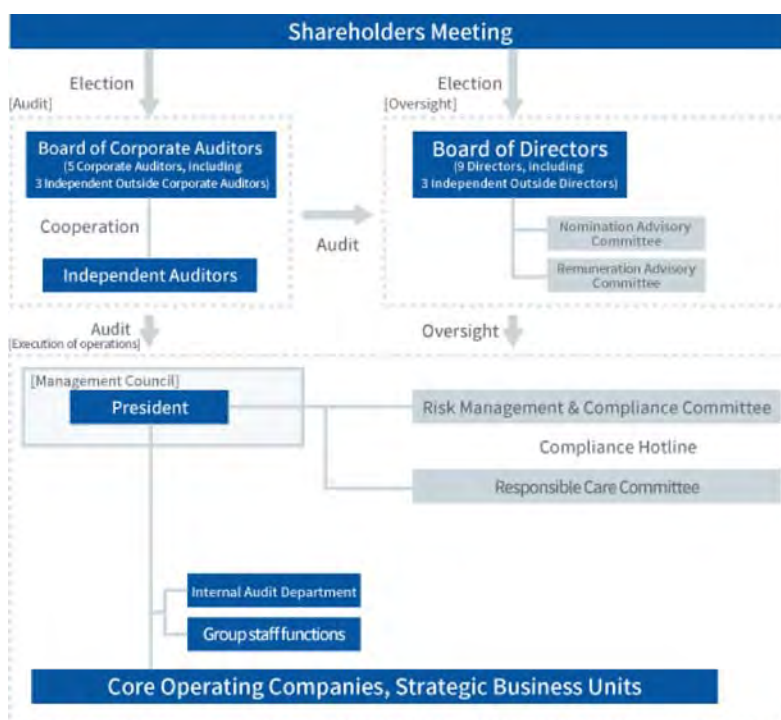 Shareholders Meeting
Election
Election
[Audit]
[Oversight]
Board of Corporate Auditors
(5 Corporate Auditors, including
3 Independent Outside Corporate Auditors)
Board of Directors
(9 Directors, including
3 Independent Outside Directors)
Cooperation
Audit
Nomination Advisory
Committee
Independent Auditors
Remuneration Advisory
Committee
Audit
Oversight
[Execution of operations]
[Management Council]
President
Risk Management & Compliance Committee
Compliance Hotline
Responsible Care Committee
Internal Audit Department
Group staff functions
Core Operating Companies, Strategic Business Units